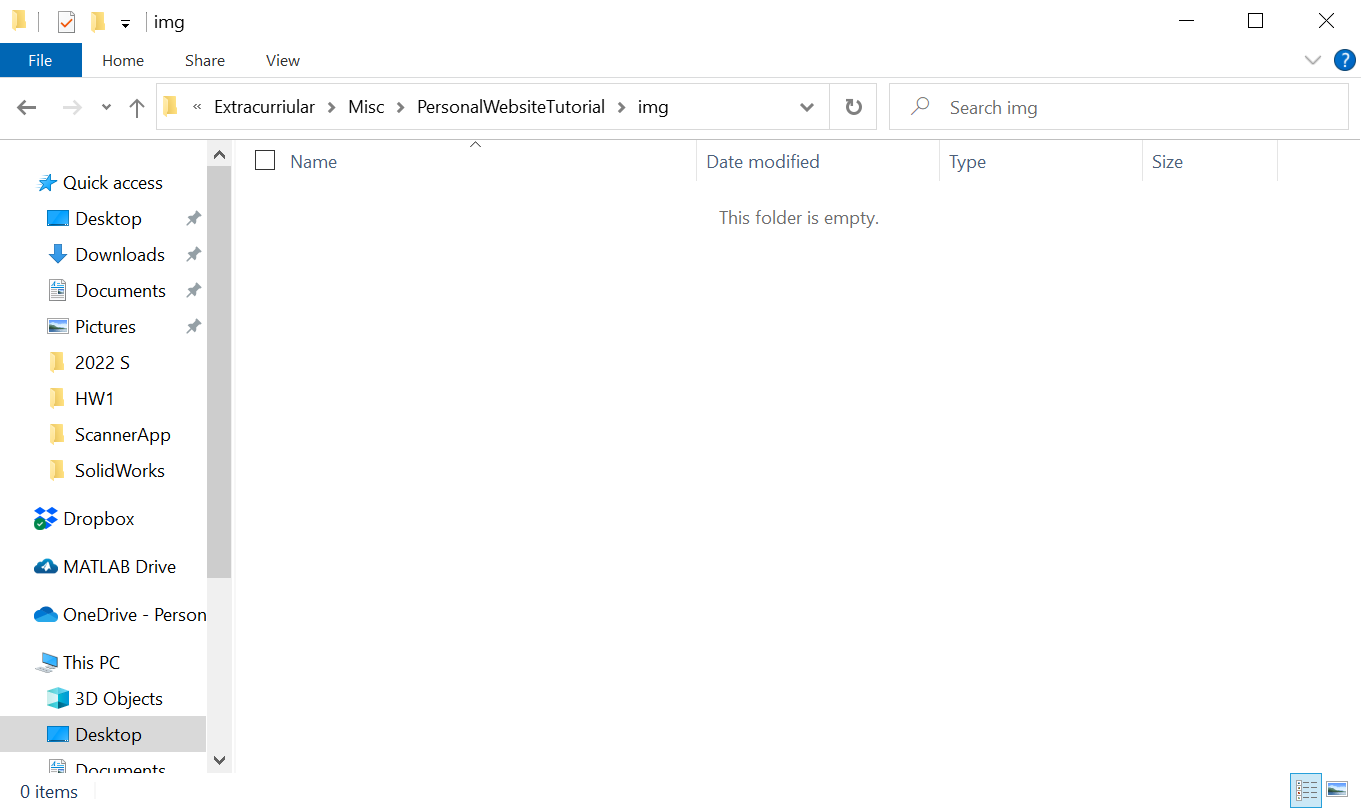 img
File Home Share View ?
« Extracurriular > Misc > PersonalWebsiteTutorial > img
Search img
Name Date modified Type Size
This folder is empty.
Quick access
Desktop
Downloads
Documents
Pictures
2022 S
HW1
ScannerApp
SolidWorks
Dropbox
MATLAB Drive
OneDrive - Person
This PC
3D Objects
Desktop
Documents
0 items